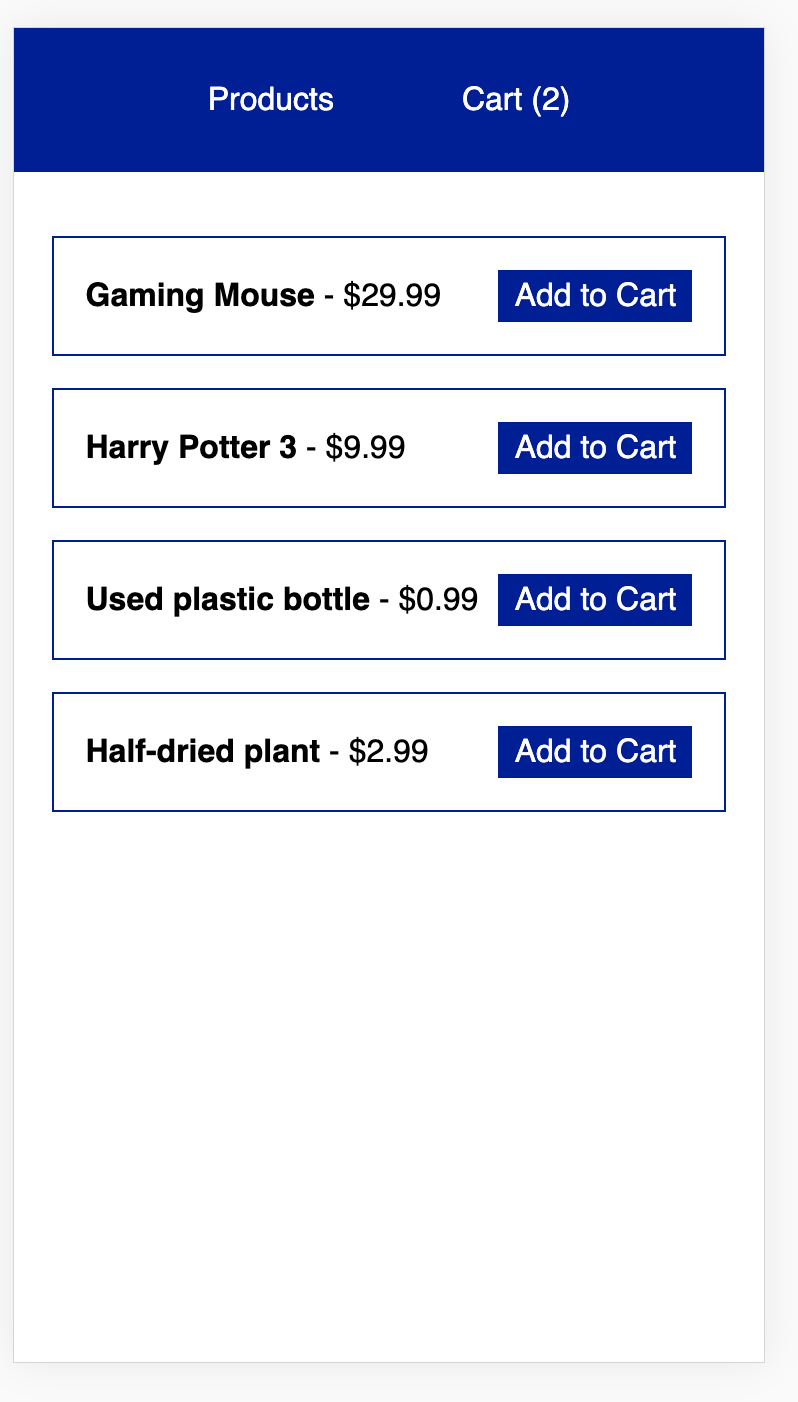 Products Cart (2)
Gaming Mouse - $29.99 Add to Cart
Harry Potter 3 - $9.99 Add to Cart
Used plastic bottle - $0.99 Add to Cart
Half-dried plant - $2.99 Add to Cart